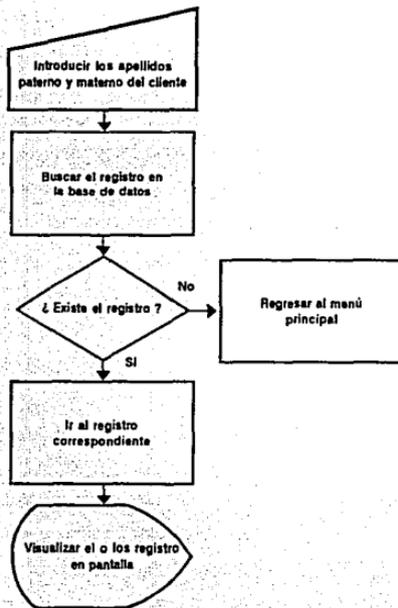 Introducir los apellidos
paterno y materno del cliente
Buscar el registro en
la base de datos
¿ Existe el registro ?
No
Regresar al menú
principal
SI
Ir al registro
correspondiente
Visualizar el o los registro
en pantalla